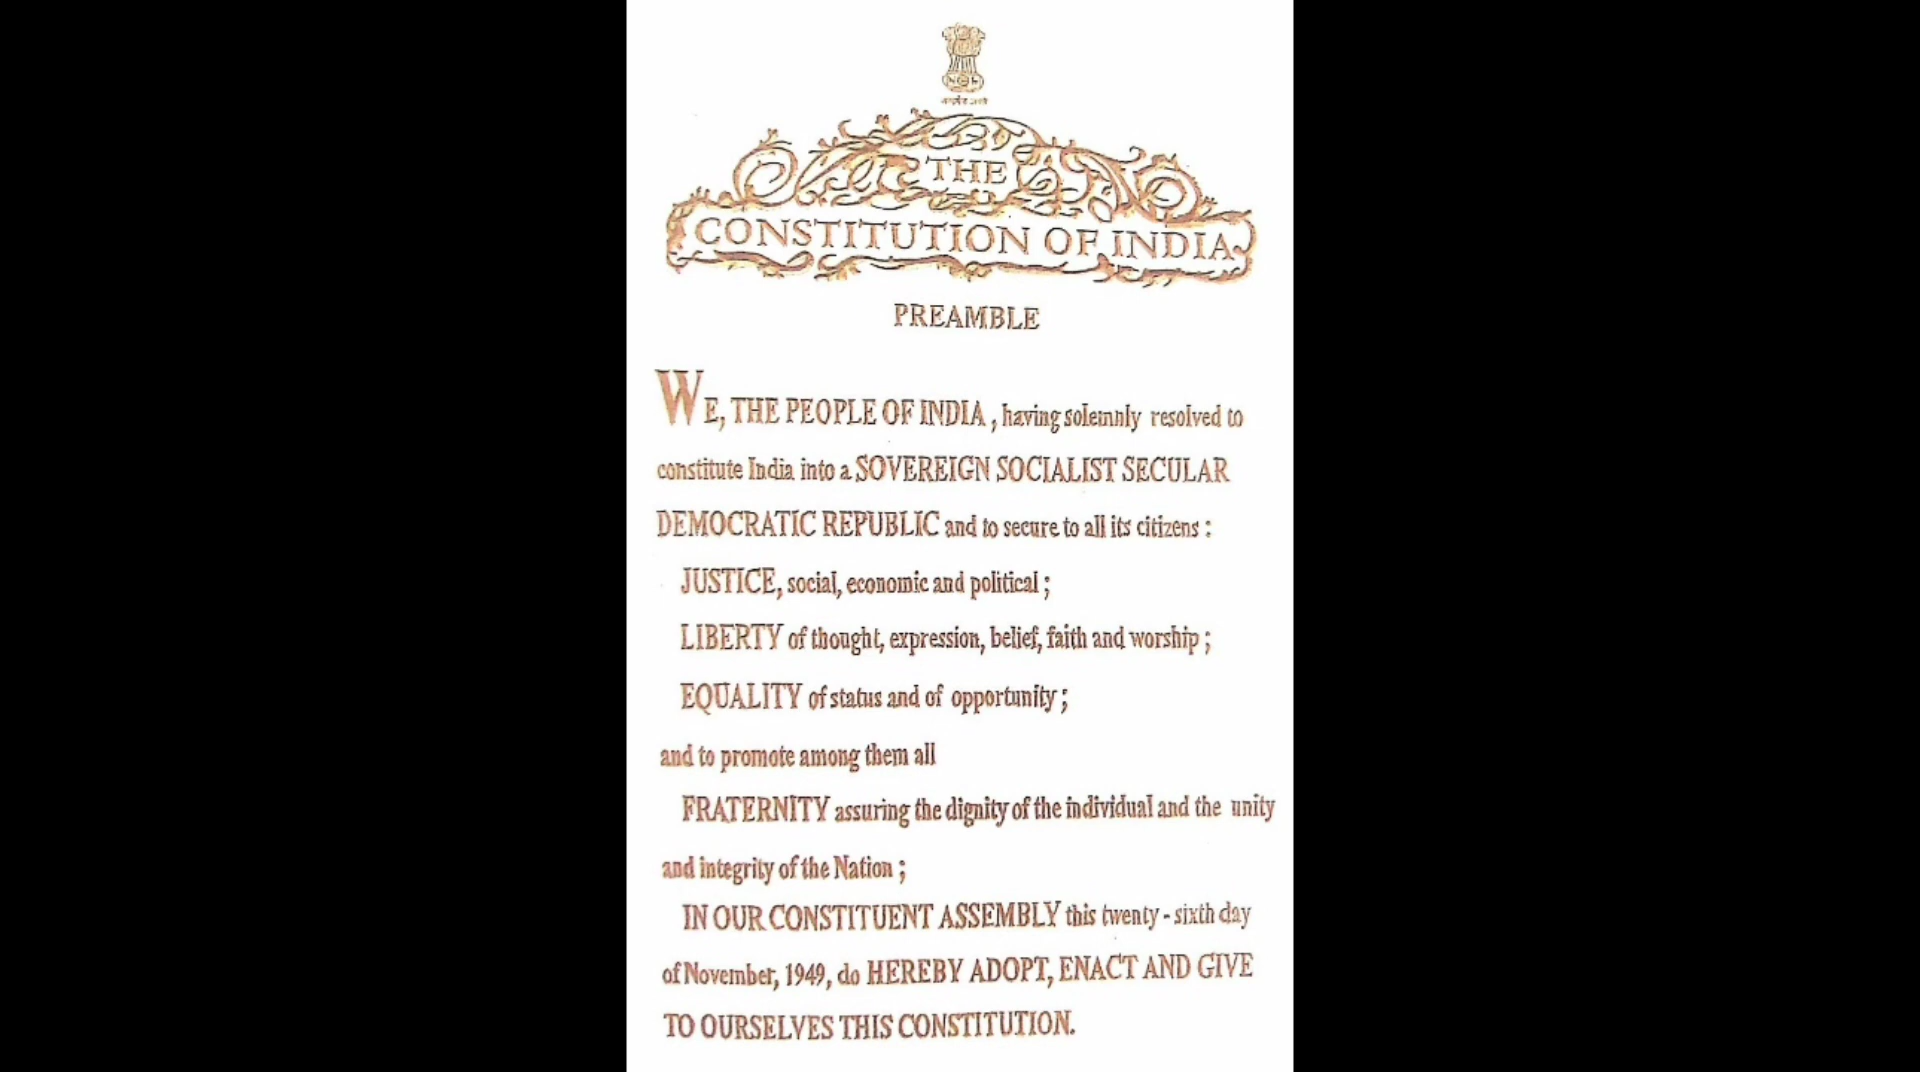 THE
CONSTITUTION OF INDIA
PREAMBLE
WE, THE PEOPLE OF INDIA , having solemnly resolved to
constitute India into a SOVEREIGN SOCIALIST SECULAR
DEMOCRATIC REPUBLIC and to secure to all its citizens :
JUSTICE, social, economic and political ;
LIBERTY of thought, expression, belief, faith and worship ;
EQUALITY of status and of opportunity ;
and to promote among them all
FRATERNITY assuring the dignity of the individual and the unity
and integrity of the Nation ;
IN OUR CONSTITUENT ASSEMBLY this twenty - sixth day
of November, 1949, do HEREBY ADOPT, ENACT AND GIVE
TO OURSELVES THIS CONSTITUTION.